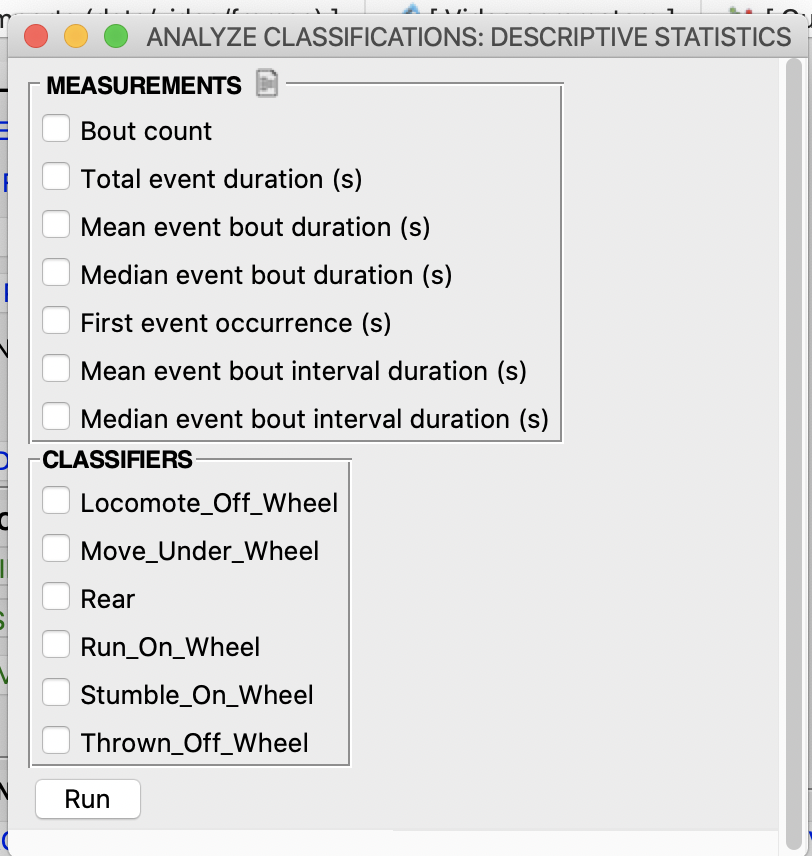 ANALYZE CLASSIFICATIONS: DESCRIPTIVE STATISTICS
MEASUREMENTS
Bout count
Total event duration (s)
Mean event bout duration (s)
Median event bout duration (s)
First event occurrence (s)
Mean event bout interval duration (s)
Median event bout interval duration (s)
CLASSIFIERS
Locomote_Off_Wheel
Move_Under_Wheel
Rear
Run_On_Wheel
Stumble_On_Wheel
Thrown_Off_Wheel
Run